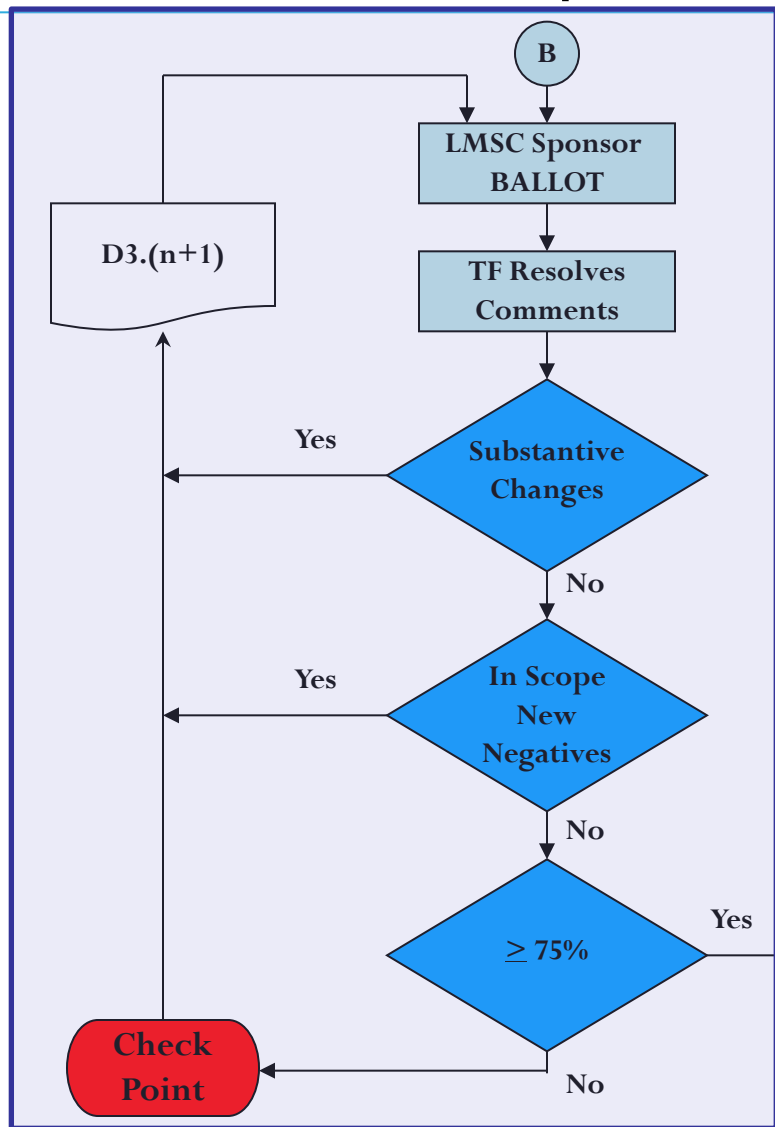 B
LMSC Sponsor
BALLOT
D3.(n+1)
TF Resolves
Comments
Yes
Substantive
Changes
No
Yes
In Scope
New
Negatives
No
≥ 75%
Yes
Check
Point
No